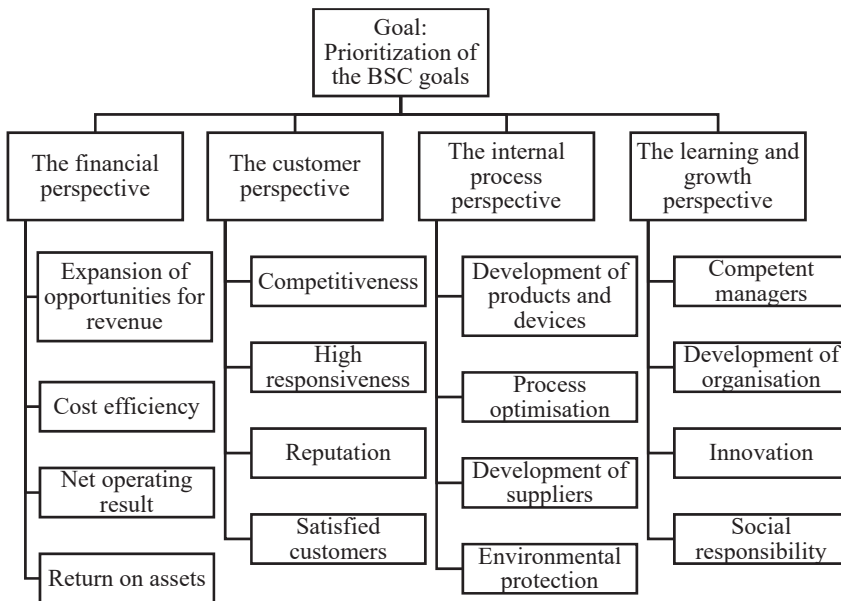 Goal:
Prioritization of
the BSC goals
The financial
perspective
The customer
perspective
The internal
process
perspective
The learning and
growth
perspective
Expansion of
opportunities for
revenue
Cost efficiency
Net operating
result
Return on assets
Competitiveness
High
responsiveness
Reputation
Satisfied
customers
Development of
products and
devices
Process
optimisation
Development of
suppliers
Environmental
protection
Competent
managers
Development of
organisation
Innovation
Social
responsibility